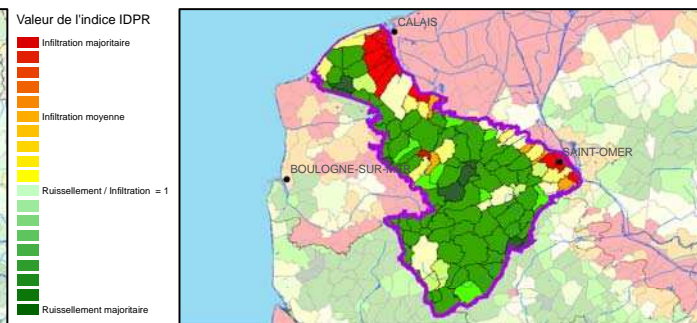 Valeur de l'indice IDPR
Infiltration majoritaire
Infiltration moyenne
Ruissellement / Infiltration = 1
Ruissellement majoritaire
CALAIS
SAINT-OMER
BOULOGNE-SUR-MER